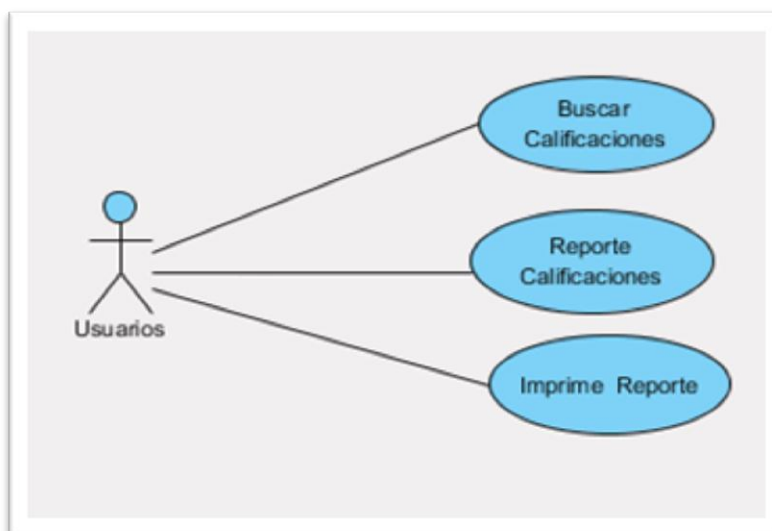 Buscar
Calificaciones
Reporte
Calificaciones
Usuarios
Imprime Reporte